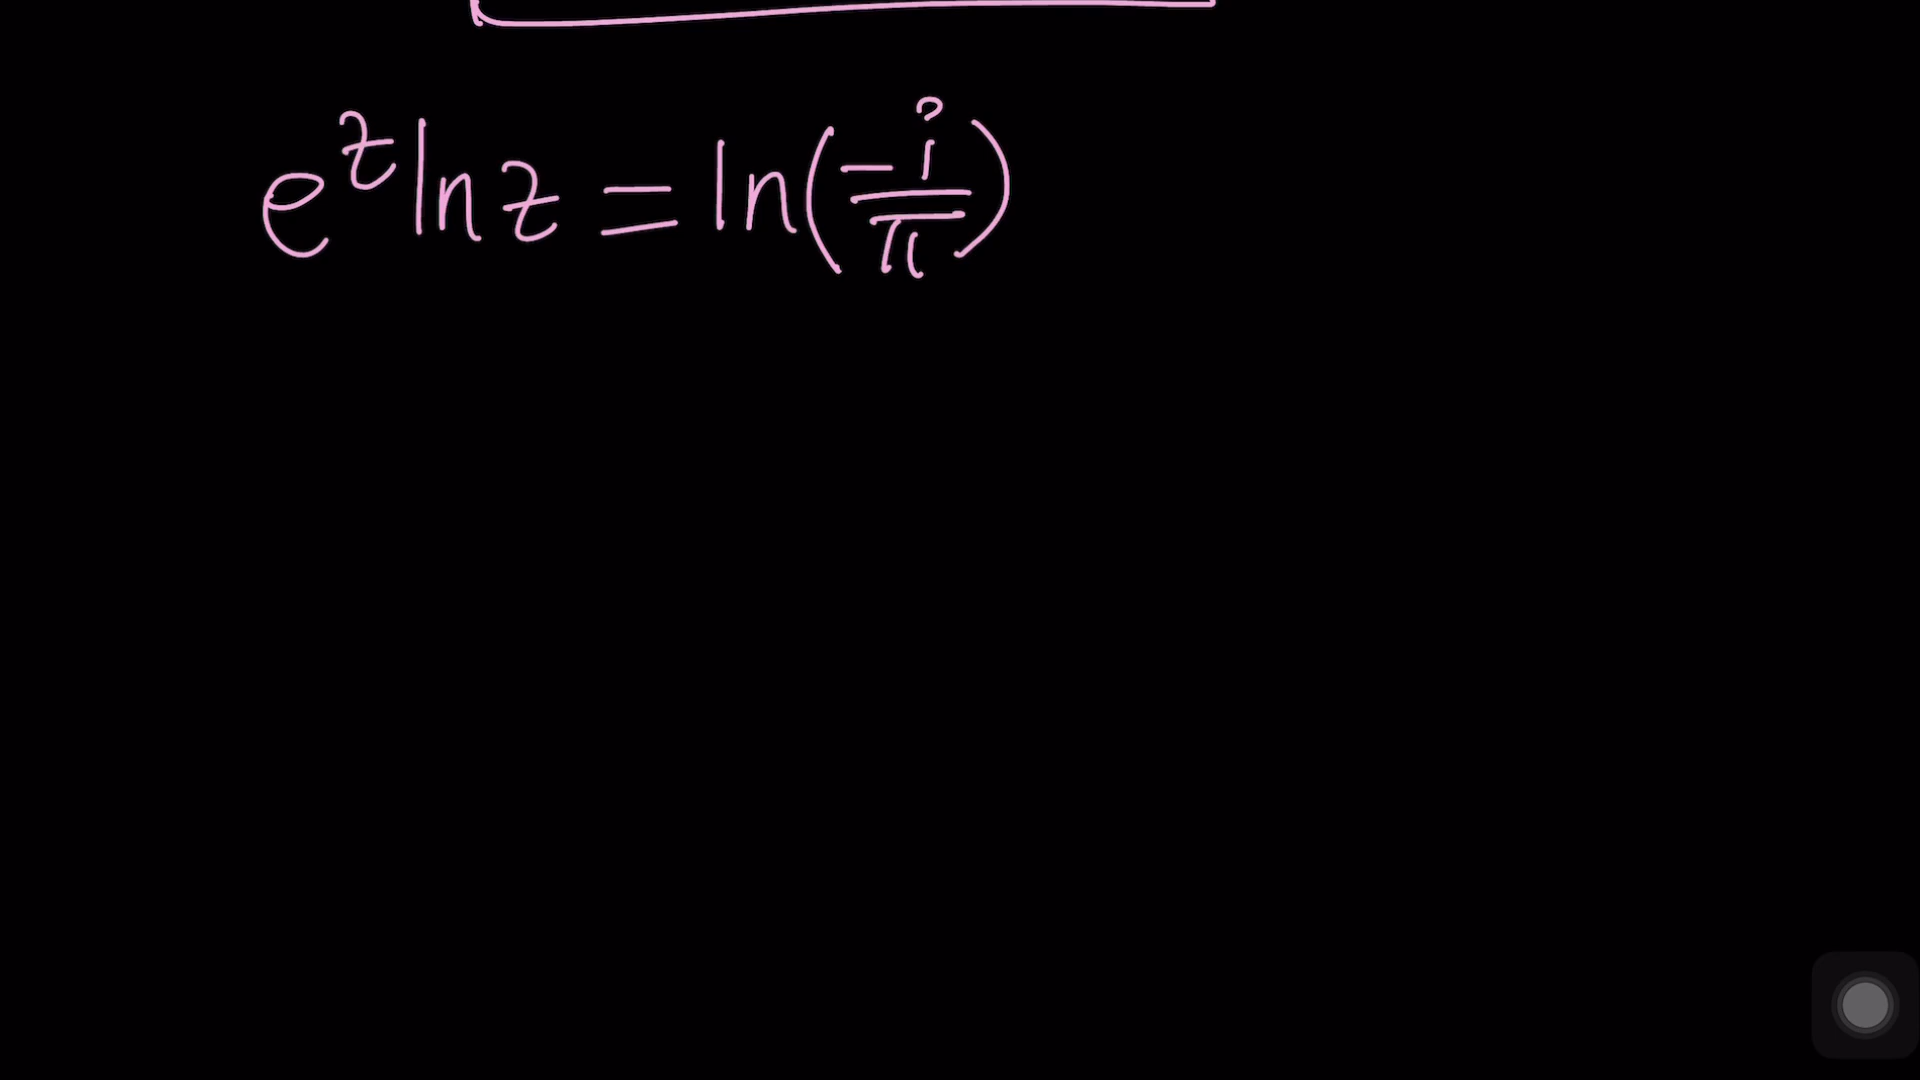 e^z ln z = ln(-i/π)